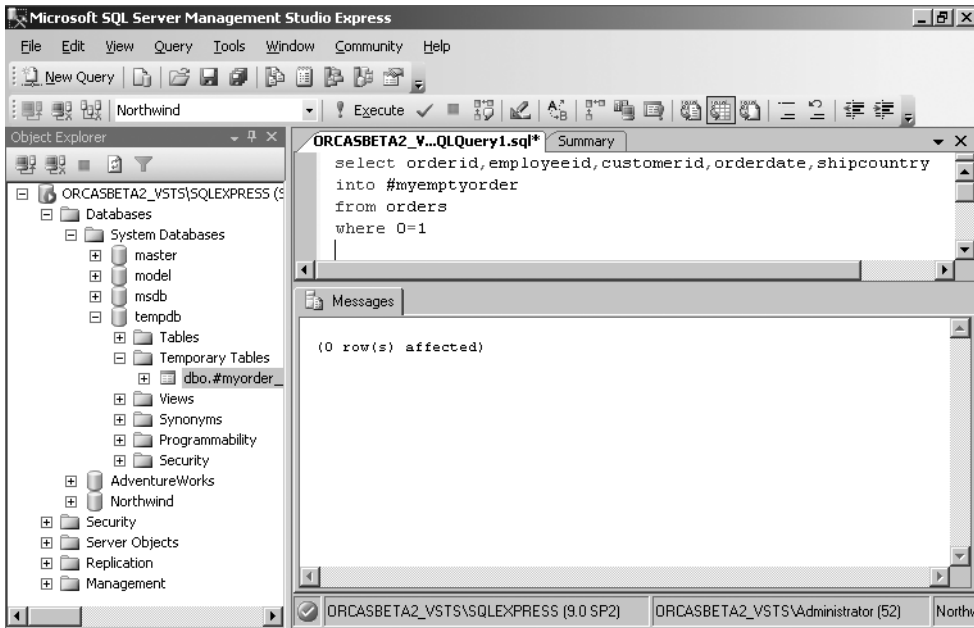 Microsoft SQL Server Management Studio Express
File Edit View Query Tools Window Community Help
New Query
Northwind Execute
Object Explorer
ORCASBETA2_V...QLQuery1.sql* Summary
ORCASBETA2_VSTS\SQLEXPRESS (9
Databases
System Databases
master
model
msdb
tempdb
Tables
Temporary Tables
dbo.#myorder_
Views
Synonyms
Programmability
Security
AdventureWorks
Northwind
Security
Server Objects
Replication
Management
select orderid,employeeid,customerid,orderdate,shipcountry
into #myemptyorder
from orders
where 0=1
Messages
(0 row(s) affected)
ORCASBETA2_VSTS\SQLEXPRESS (9.0 SP2) ORCASBETA2_VSTS\Administrator (52) Northw